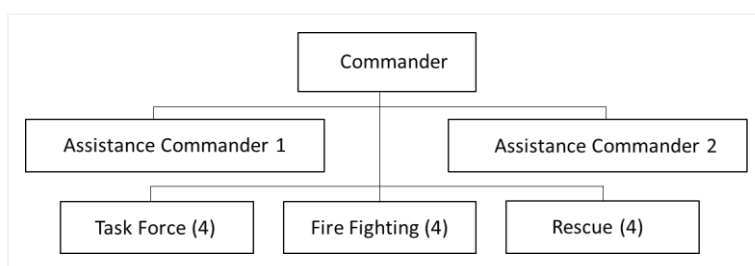 Commander
Assistance Commander 1
Assistance Commander 2
Task Force (4)
Fire Fighting (4)
Rescue (4)